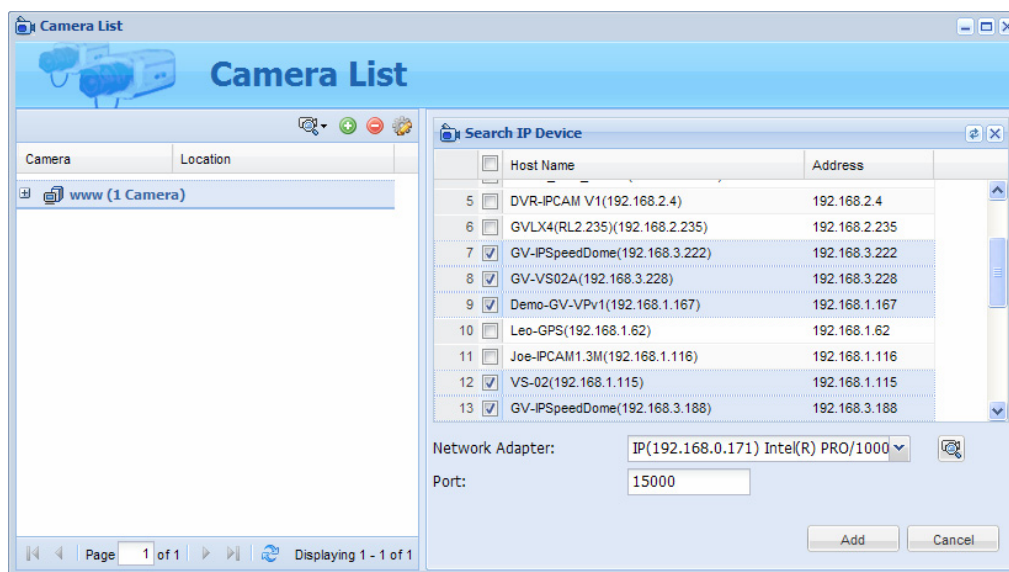 Camera List
Camera List
Camera Location
www (1 Camera)
Page 1 of 1 Displaying 1 - 1 of 1
Search IP Device
Host Name Address
5 DVR-IPCAM V1(192.168.2.4) 192.168.2.4
6 GVLX4(RL2.235)(192.168.2.235) 192.168.2.235
7 GV-IPSpeedDome(192.168.3.222) 192.168.3.222
8 GV-VS02A(192.168.3.228) 192.168.3.228
9 Demo-GV-VPv1(192.168.1.167) 192.168.1.167
10 Leo-GPS(192.168.1.62) 192.168.1.62
11 Joe-IPCAM1.3M(192.168.1.116) 192.168.1.116
12 VS-02(192.168.1.115) 192.168.1.115
13 GV-IPSpeedDome(192.168.3.188) 192.168.3.188
Network Adapter: IP(192.168.0.171) Intel(R) PRO/1000
Port: 15000
Add Cancel